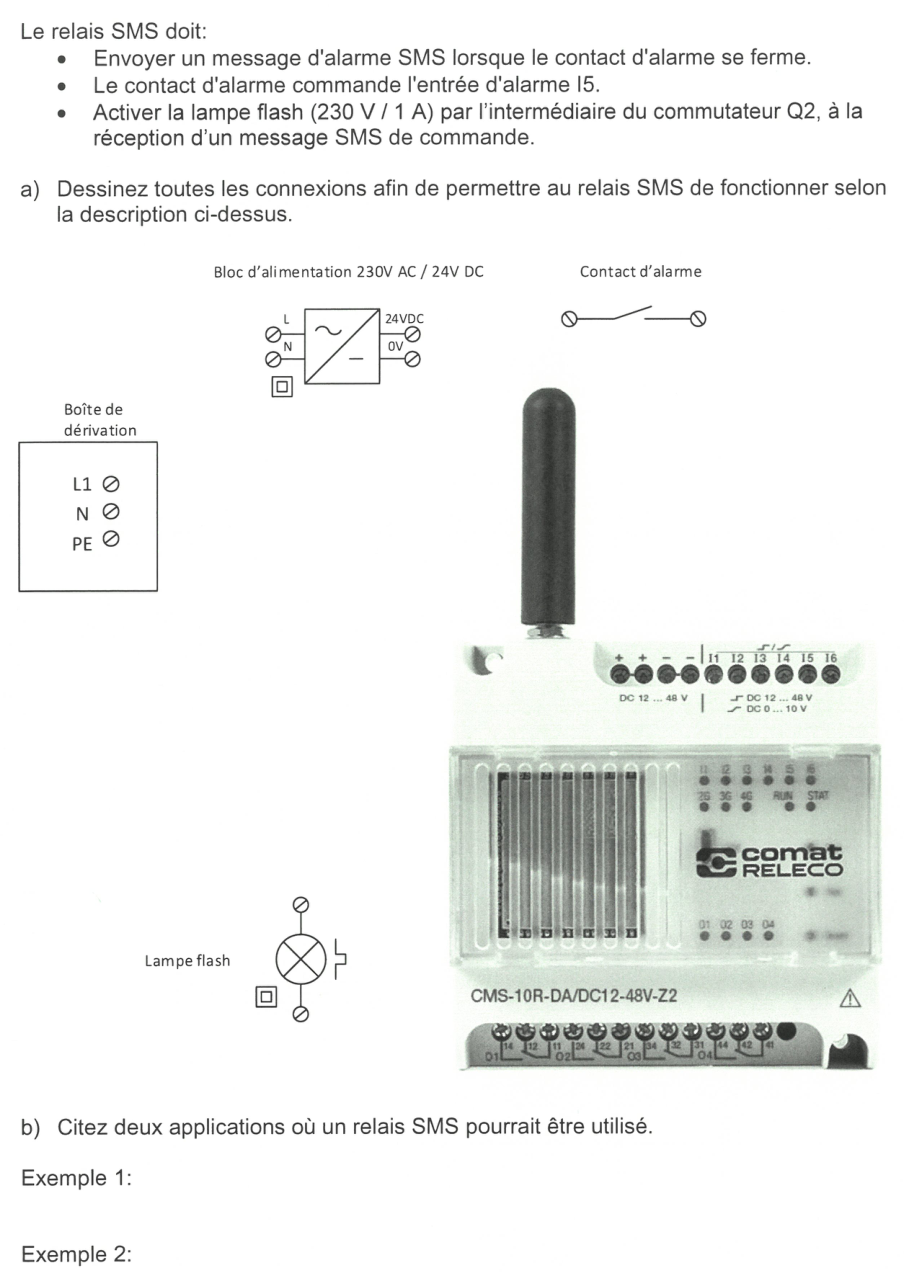 Le relais SMS doit:
• Envoyer un message d'alarme SMS lorsque le contact d'alarme se ferme.
• Le contact d'alarme commande l'entrée d'alarme I5.
• Activer la lampe flash (230 V / 1 A) par l'intermédiaire du commutateur Q2, à la
réception d'un message SMS de commande.
a) Dessinez toutes les connexions afin de permettre au relais SMS de fonctionner selon
la description ci-dessus.
Bloc d'alimentation 230V AC / 24V DC
Contact d'alarme
L
24VDC
N
0V
Boîte de
dérivation
L1
N
PE
+ + − − I1 I2 I3 I4 I5 I6
DC 12 ... 48 V
DC 12 ... 48 V
DC 0 ... 10 V
I1 I2 I3 I4 I5 I6
2G 3G 4G RUN STAT
comat
RELECO
O1 O2 O3 O4
Lampe flash
CMS-10R-DA/DC12-48V-Z2
14 12 11 24 22 21 34 32 31 44 42 41
O1 O2 O3 O4
b) Citez deux applications où un relais SMS pourrait être utilisé.
Exemple 1:
Exemple 2: